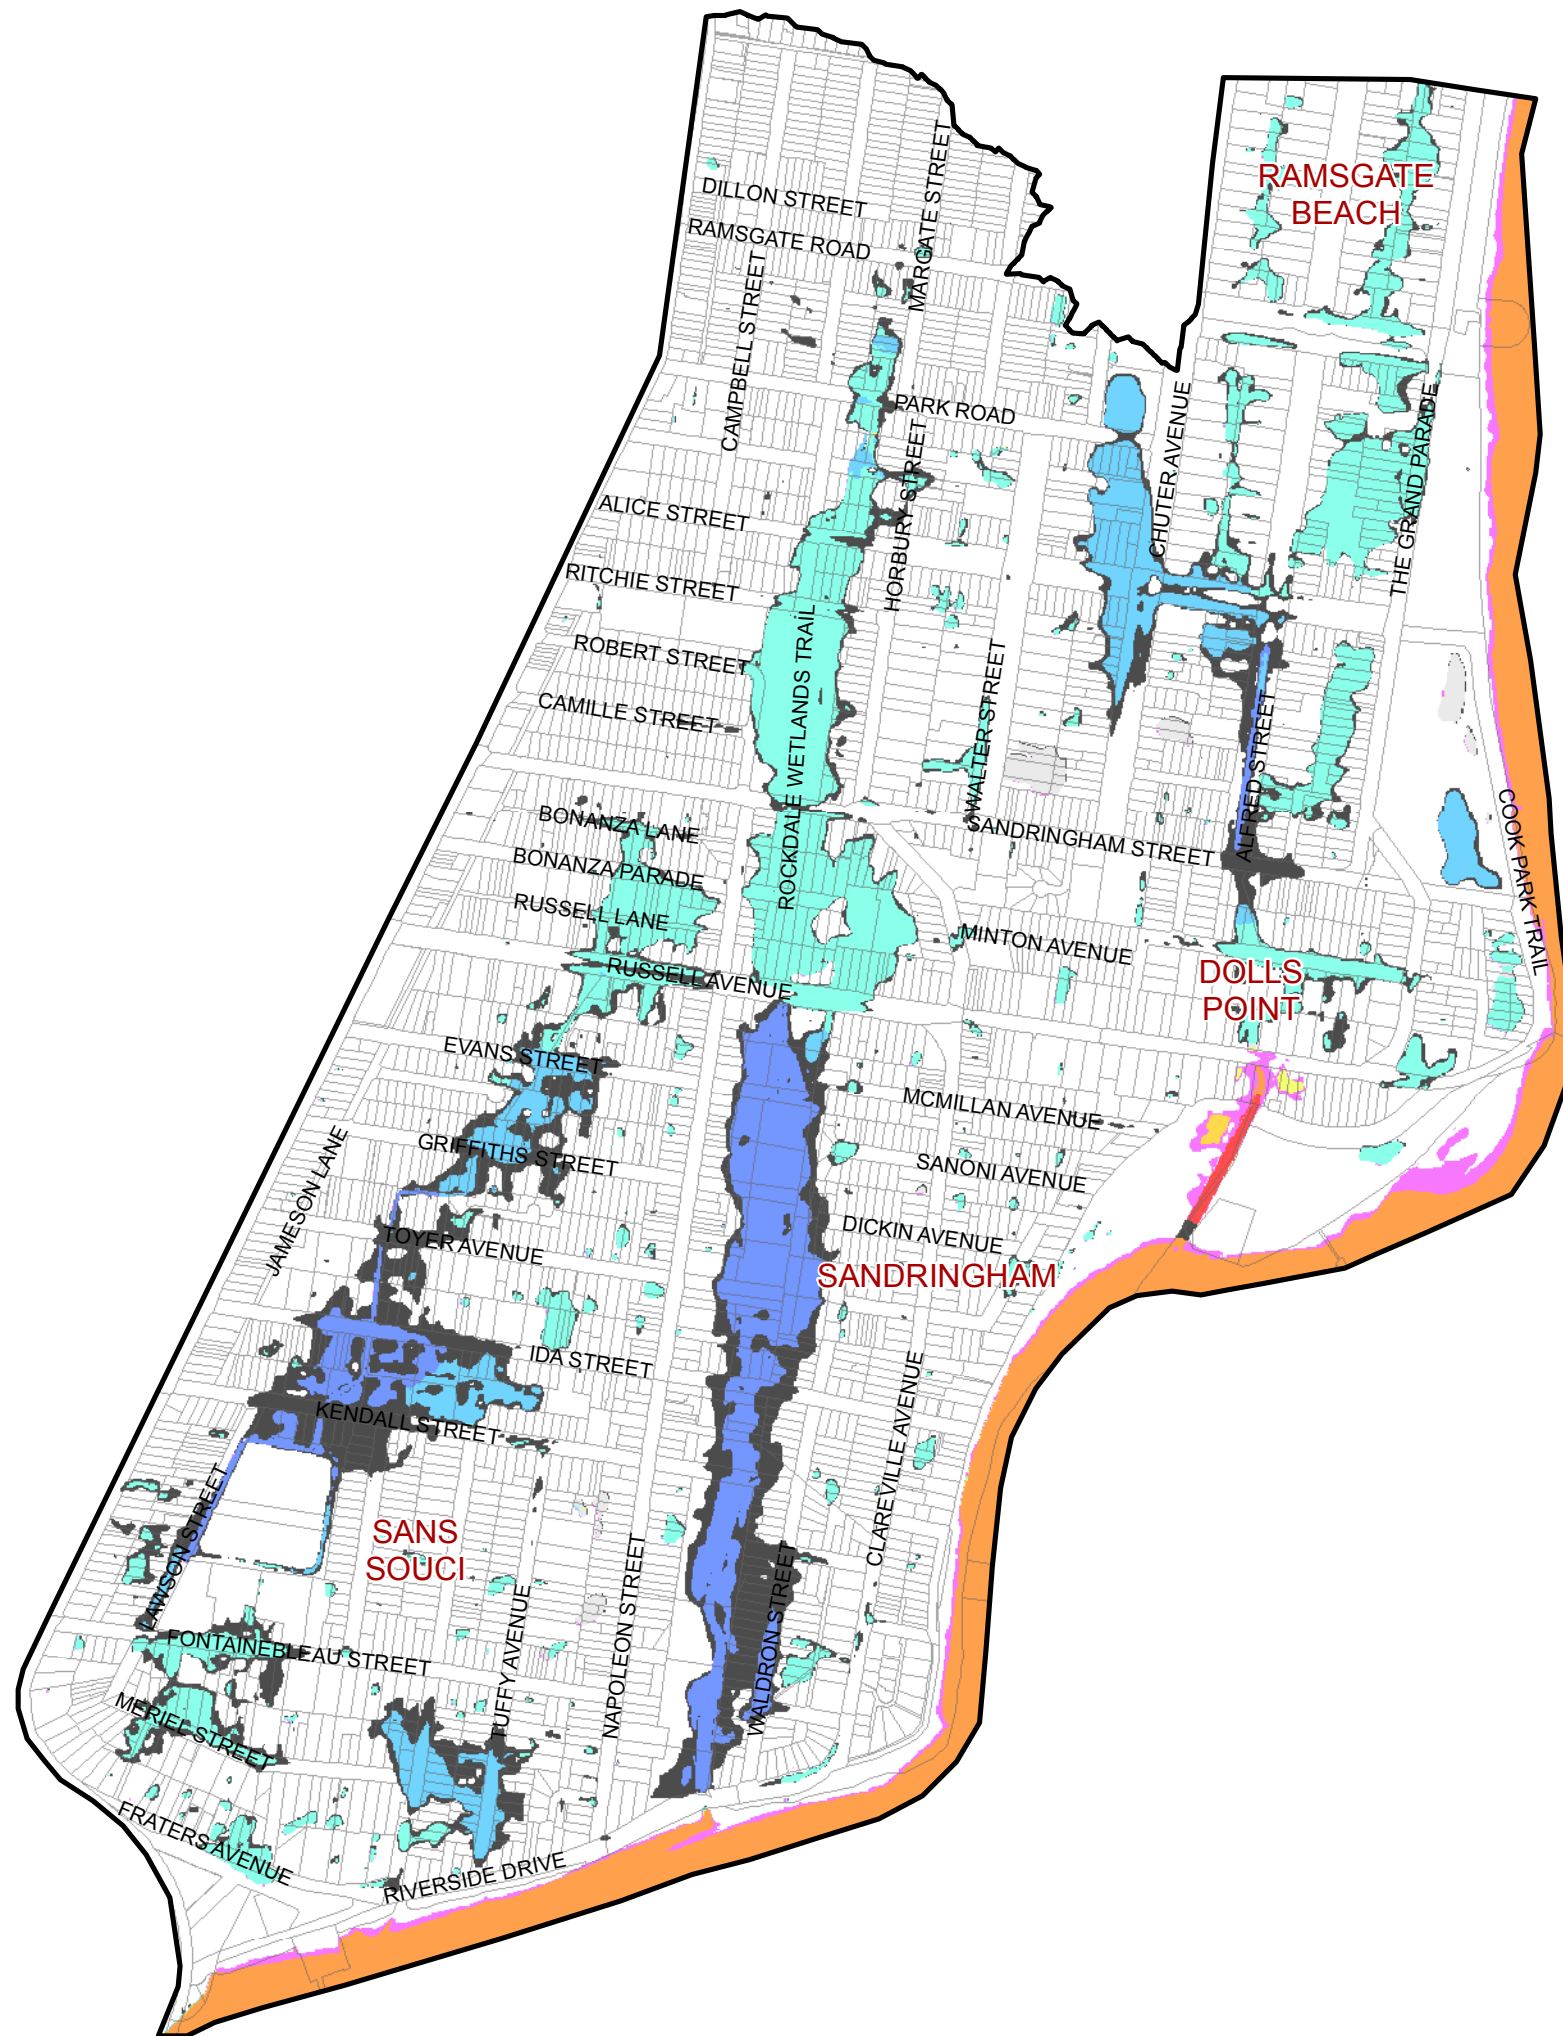 RAMSGATE
BEACH
DILLON STREET
RAMSGATE ROAD
MARGATE STREET
CAMPBELL STREET
PARK ROAD
CHUTER AVENUE
THE GRAND PARADE
HORBURY STREET
ALICE STREET
RITCHIE STREET
ROBERT STREET
CAMILLE STREET
ROCKDALE WETLANDS TRAIL
WALTER STREET
ALFRED STREET
COOK PARK TRAIL
SANDRINGHAM STREET
BONANZA LANE
BONANZA PARADE
RUSSELL LANE
MINTON AVENUE
RUSSELL AVENUE
DOLLS
POINT
EVANS STREET
MCMILLAN AVENUE
GRIFFITHS STREET
SANONI AVENUE
JAMESON LANE
DICKIN AVENUE
TOYER AVENUE
SANDRINGHAM
IDA STREET
KENDALL STREET
CLAREVILLE AVENUE
LAWSON STREET
SANS
SOUCI
NAPOLEON STREET
WALDRON STREET
TUFFY AVENUE
FONTAINEBLEAU STREET
MERIEL STREET
FRATERS AVENUE
RIVERSIDE DRIVE